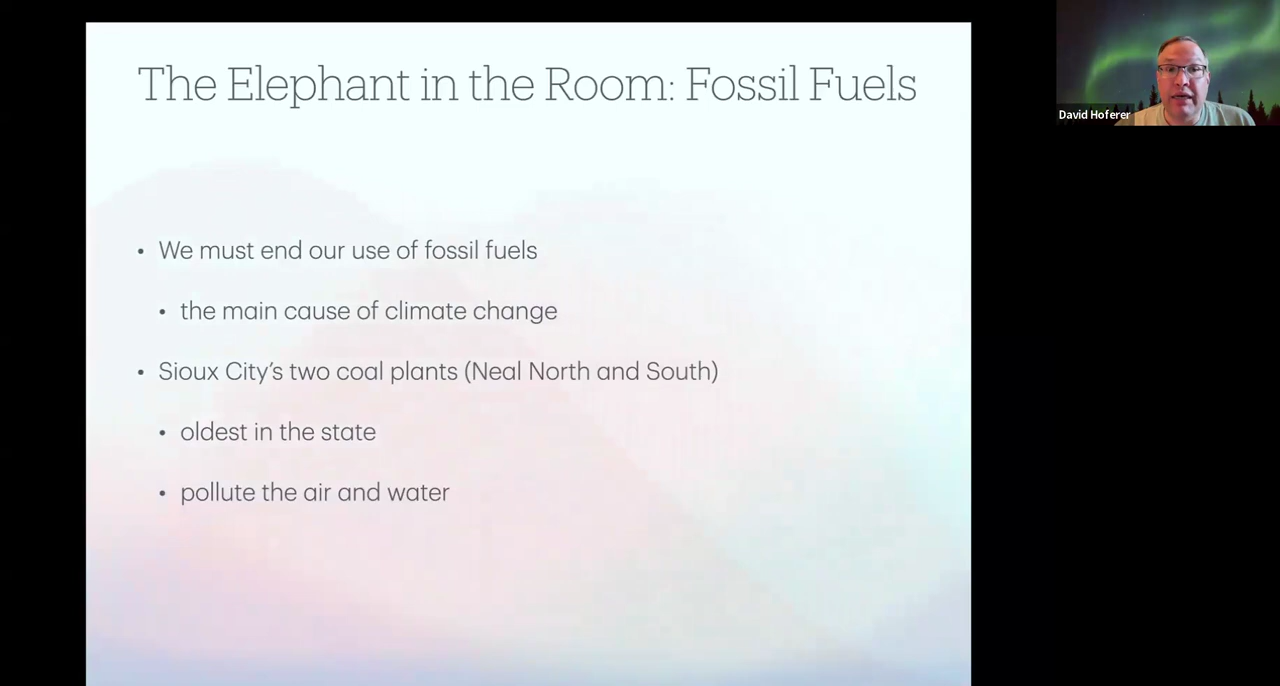 The Elephant in the Room: Fossil Fuels
• We must end our use of fossil fuels
• the main cause of climate change
• Sioux City’s two coal plants (Neal North and South)
• oldest in the state
• pollute the air and water
David Hoferer